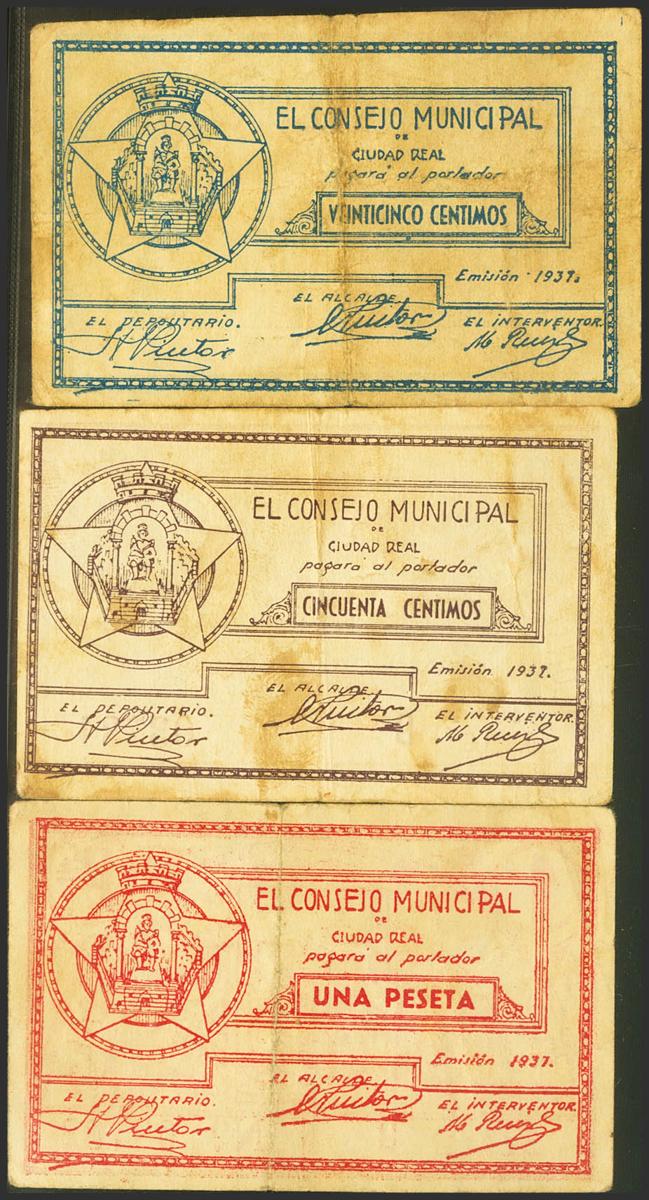 EL CONSEJO MUNICIPAL
DE
CIUDAD REAL
pagará al portador
VEINTICINCO CENTIMOS
Emisión 1937.
EL ALCALDE
EL DEPOSITARIO.
EL INTERVENTOR.
EL CONSEJO MUNICIPAL
DE
CIUDAD REAL
pagará al portador
CINCUENTA CENTIMOS
Emisión 1937.
EL ALCALDE
EL DEPOSITARIO.
EL INTERVENTOR.
EL CONSEJO MUNICIPAL
DE
CIUDAD REAL
pagará al portador
UNA PESETA
Emisión 1937.
EL ALCALDE
EL DEPOSITARIO.
EL INTERVENTOR.